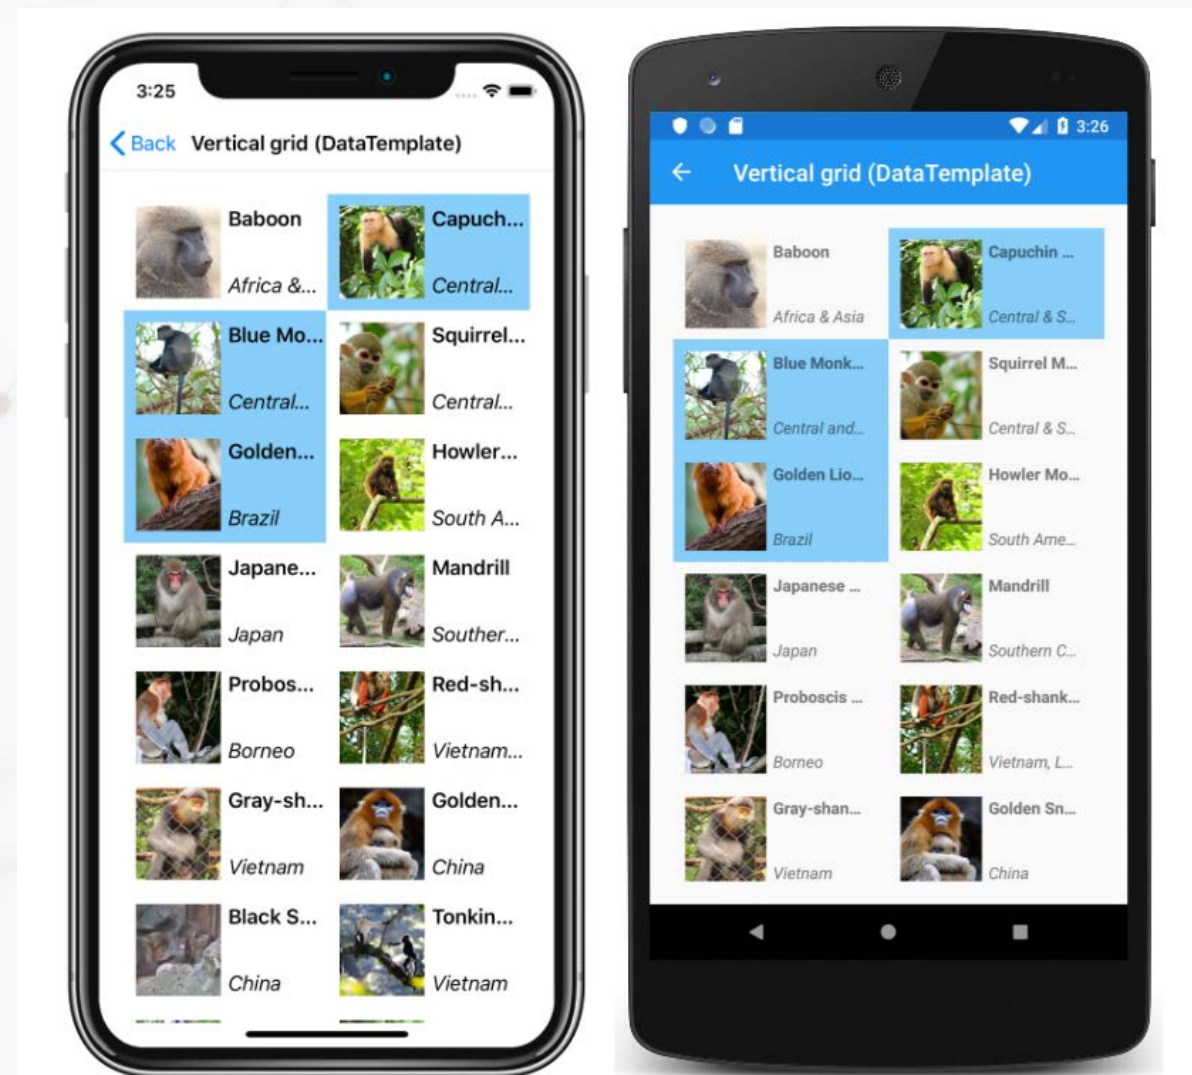 3:25
Back Vertical grid (DataTemplate)
Baboon Capuch...
Africa &... Central...
Blue Mo... Squirrel...
Central... Central...
Golden... Howler...
Brazil South A...
Japane... Mandrill
Japan Souther...
Probos... Red-sh...
Borneo Vietnam...
Gray-sh... Golden...
Vietnam China
Black S... Tonkin...
China Vietnam
3:26
Vertical grid (DataTemplate)
Baboon Capuchin ...
Africa & Asia Central & S...
Blue Monk... Squirrel M...
Central and... Central & S...
Golden Lio... Howler Mo...
Brazil South Ame...
Japanese ... Mandrill
Japan Southern C...
Proboscis ... Red-shank...
Borneo Vietnam, L...
Gray-shan... Golden Sn...
Vietnam China